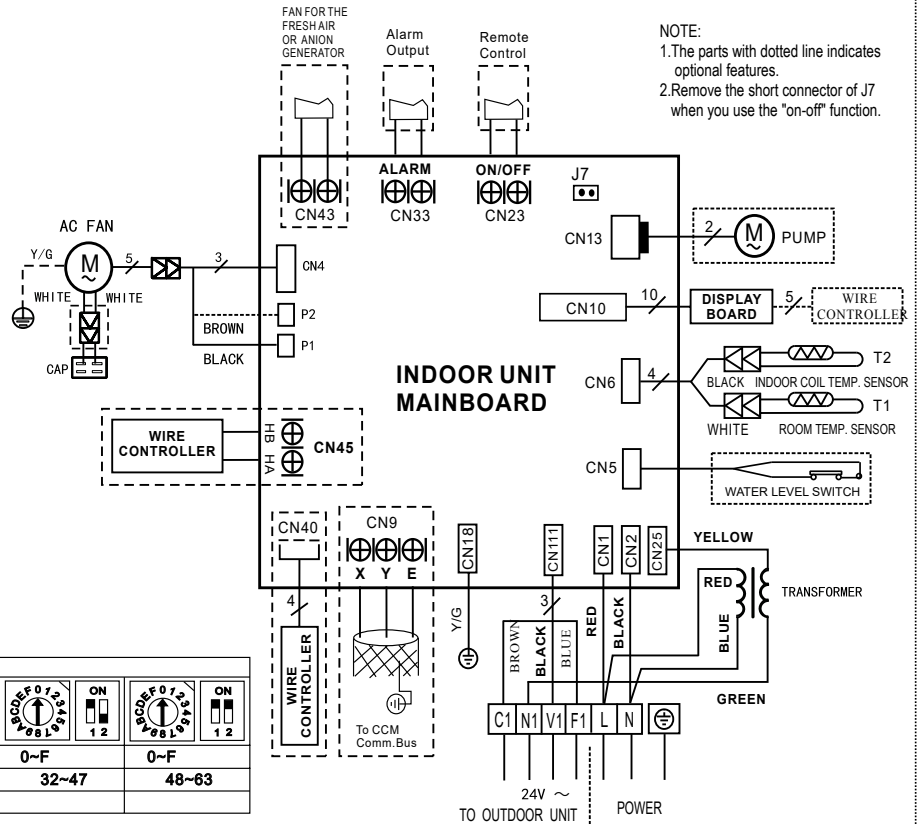 FAN FOR THE
FRESH AIR
OR ANION
GENERATOR
Alarm
Output
Remote
Control
NOTE:
1.The parts with dotted line indicates
optional features.
2.Remove the short connector of J7
when you use the "on-off" function.
CN43
ALARM
CN33
ON/OFF
CN23
J7
AC FAN
Y/G
M
~
5
3
CN4
WHITE
WHITE
P2
BROWN
P1
BLACK
CAP
CN13
2
M
~
PUMP
CN10
10
DISPLAY
BOARD
5
WIRE
CONTROLLER
INDOOR UNIT
MAINBOARD
CN6
4
T2
BLACK INDOOR COIL TEMP. SENSOR
T1
WHITE ROOM TEMP. SENSOR
WIRE
CONTROLLER
HB
HA
CN45
CN5
WATER LEVEL SWITCH
CN40
4
WIRE
CONTROLLER
CN9
X Y E
To CCM
Comm.Bus
CN18
Y/G
CN111
3
BROWN
BLACK
BLUE
CN1
RED
CN2
BLACK
CN25
YELLOW
RED
BLUE
TRANSFORMER
GREEN
C1 N1 V1 F1 L N
24V ~
TO OUTDOOR UNIT
POWER
0123456789ABCDEF
ON
1 2
0123456789ABCDEF
ON
1 2
0~F 0~F
32~47 48~63